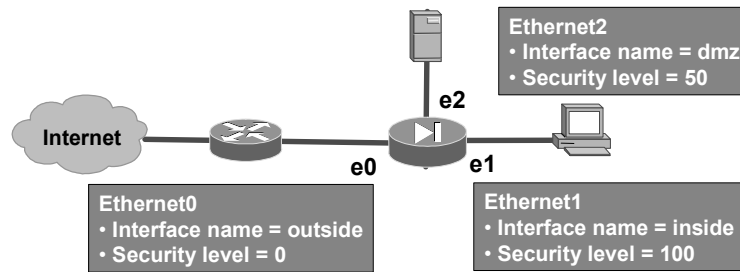 Ethernet2
• Interface name = dmz
• Security level = 50
e2
Internet
e0
e1
Ethernet0
• Interface name = outside
• Security level = 0
Ethernet1
• Interface name = inside
• Security level = 100